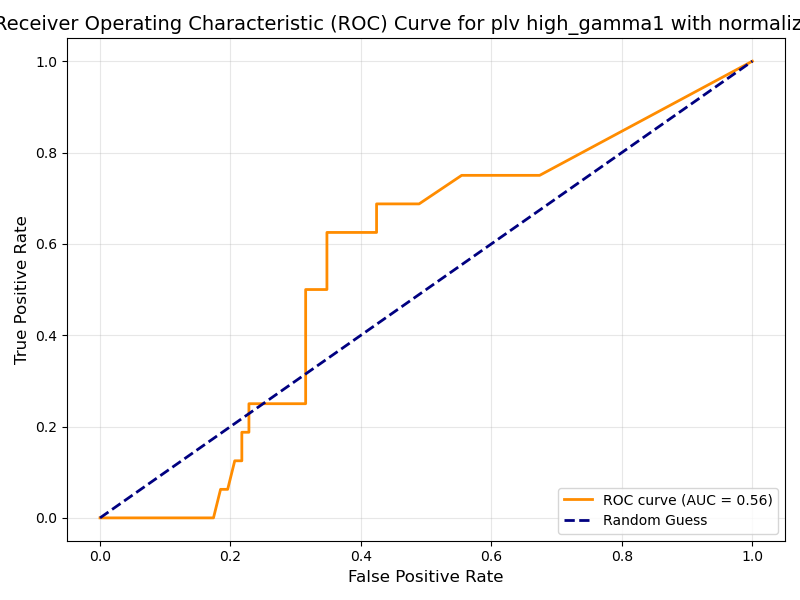 Receiver Operating Characteristic (ROC) Curve for plv high_gamma1 with normaliz
1.0
0.8
0.6
0.4
0.2
0.0
True Positive Rate
0.0 0.2 0.4 0.6 0.8 1.0
False Positive Rate
ROC curve (AUC = 0.56)
Random Guess